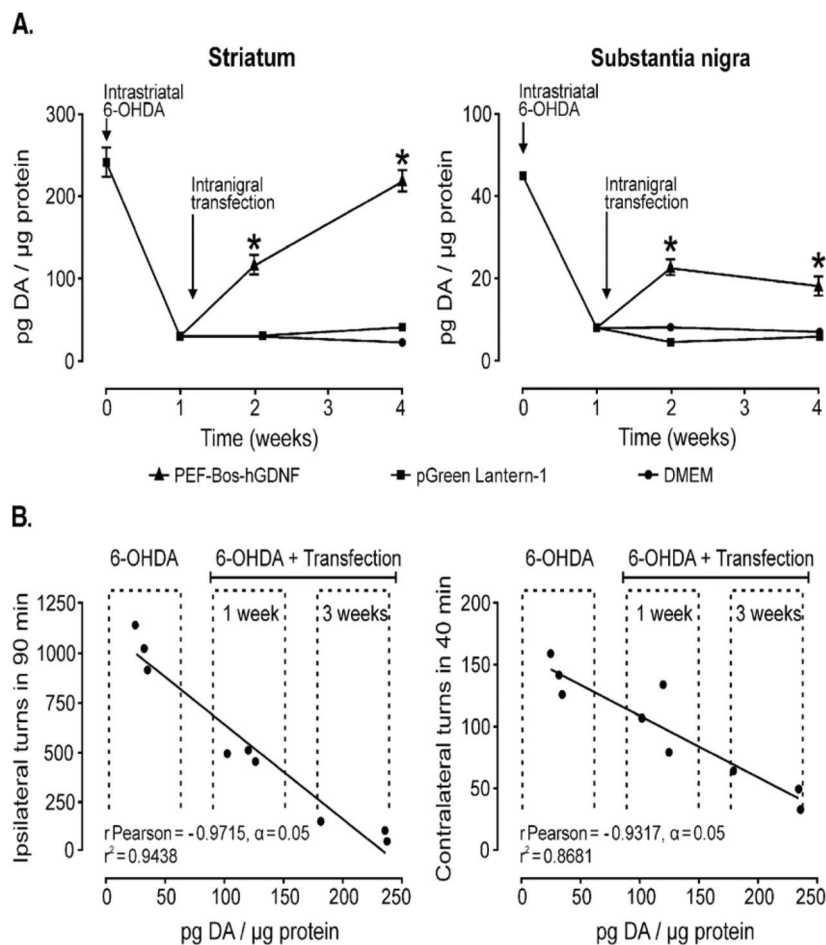 A.
Striatum
Substantia nigra
Intrastriatal
6-OHDA
Intranigral
transfection
*
*
300
200
100
0
pg DA / µg protein
0 1 2 3 4
Time (weeks)
Intrastriatal
6-OHDA
Intranigral
transfection
*
*
100
40
20
0
pg DA / µg protein
0 1 2 3 4
Time (weeks)
PEF-Bos-hGDNF
pGreen Lantern-1
DMEM
B.
6-OHDA
6-OHDA + Transfection
1 week
3 weeks
1250
1000
750
500
250
0
Ipsilateral turns in 90 min
r Pearson = -0.9715, α = 0.05
r² = 0.9438
0 50 100 150 200 250
pg DA / µg protein
6-OHDA
6-OHDA + Transfection
1 week
3 weeks
200
150
100
50
0
Contralateral turns in 40 min
r Pearson = -0.9317, α = 0.05
r² = 0.8681
0 50 100 150 200 250
pg DA / µg protein